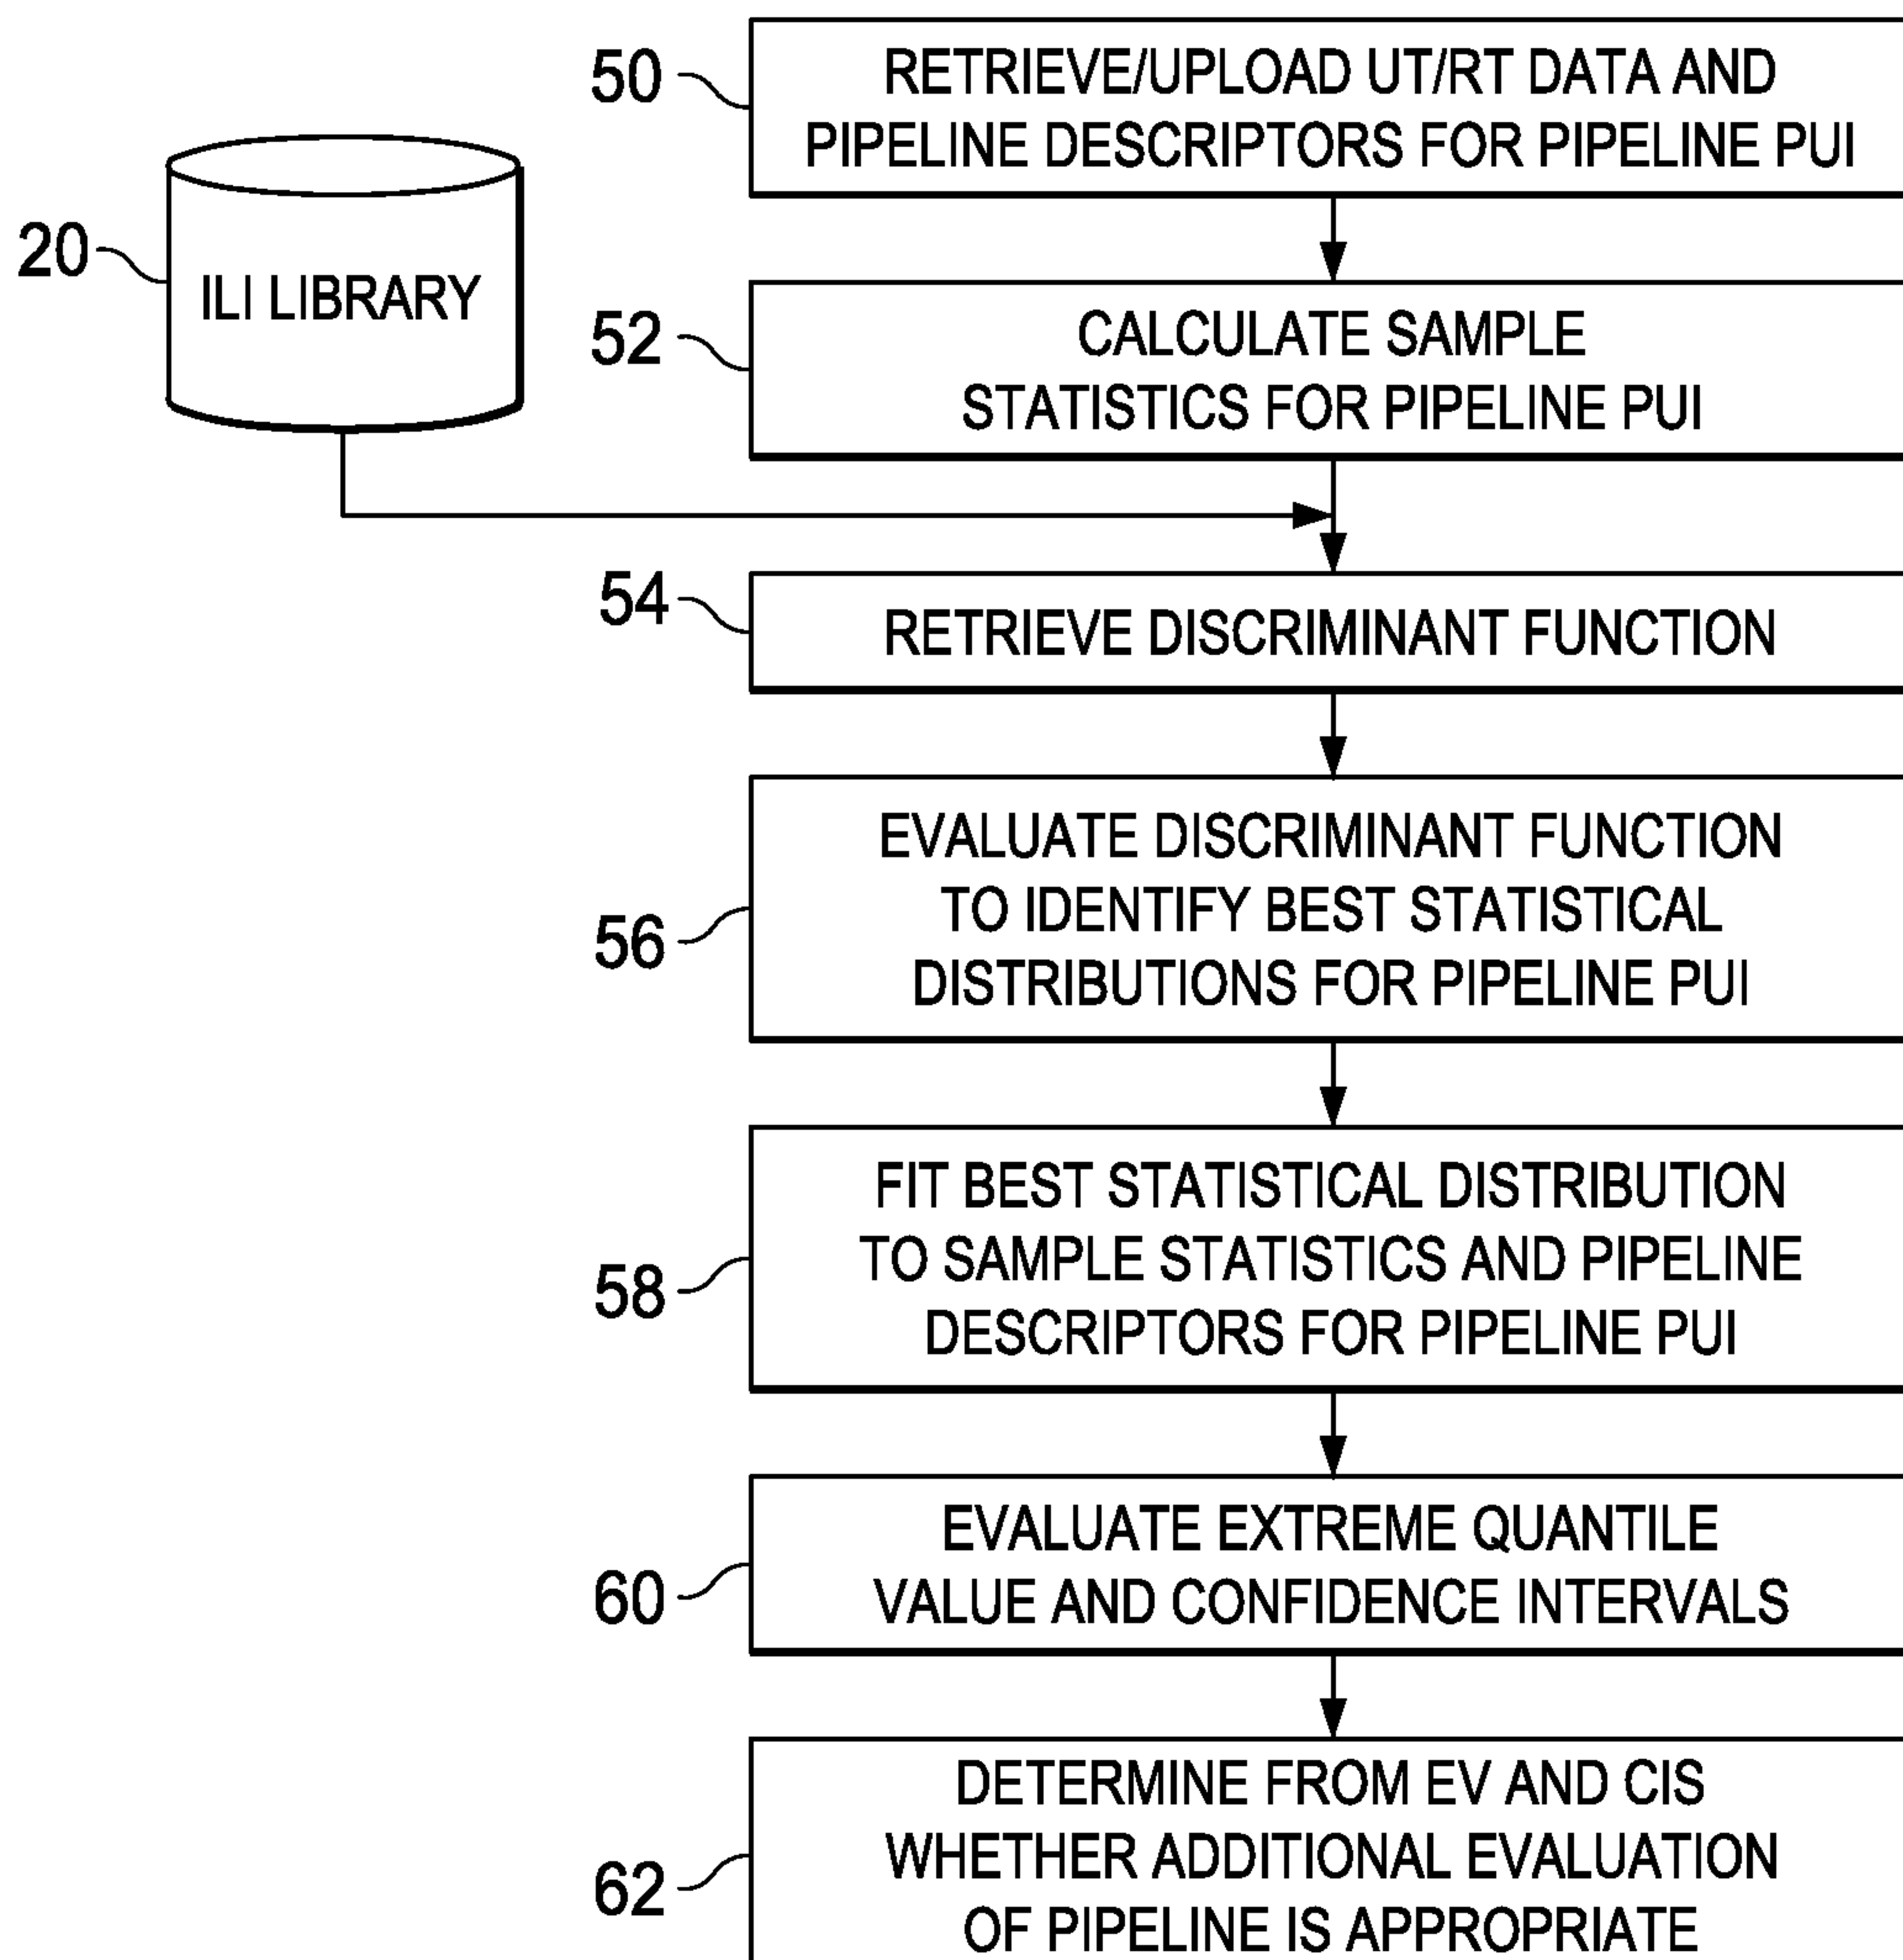 50
RETRIEVE/UPLOAD UT/RT DATA AND
PIPELINE DESCRIPTORS FOR PIPELINE PUI
20
ILI LIBRARY
52
CALCULATE SAMPLE
STATISTICS FOR PIPELINE PUI
54
RETRIEVE DISCRIMINANT FUNCTION
56
EVALUATE DISCRIMINANT FUNCTION
TO IDENTIFY BEST STATISTICAL
DISTRIBUTIONS FOR PIPELINE PUI
58
FIT BEST STATISTICAL DISTRIBUTION
TO SAMPLE STATISTICS AND PIPELINE
DESCRIPTORS FOR PIPELINE PUI
60
EVALUATE EXTREME QUANTILE
VALUE AND CONFIDENCE INTERVALS
62
DETERMINE FROM EV AND CIS
WHETHER ADDITIONAL EVALUATION
OF PIPELINE IS APPROPRIATE